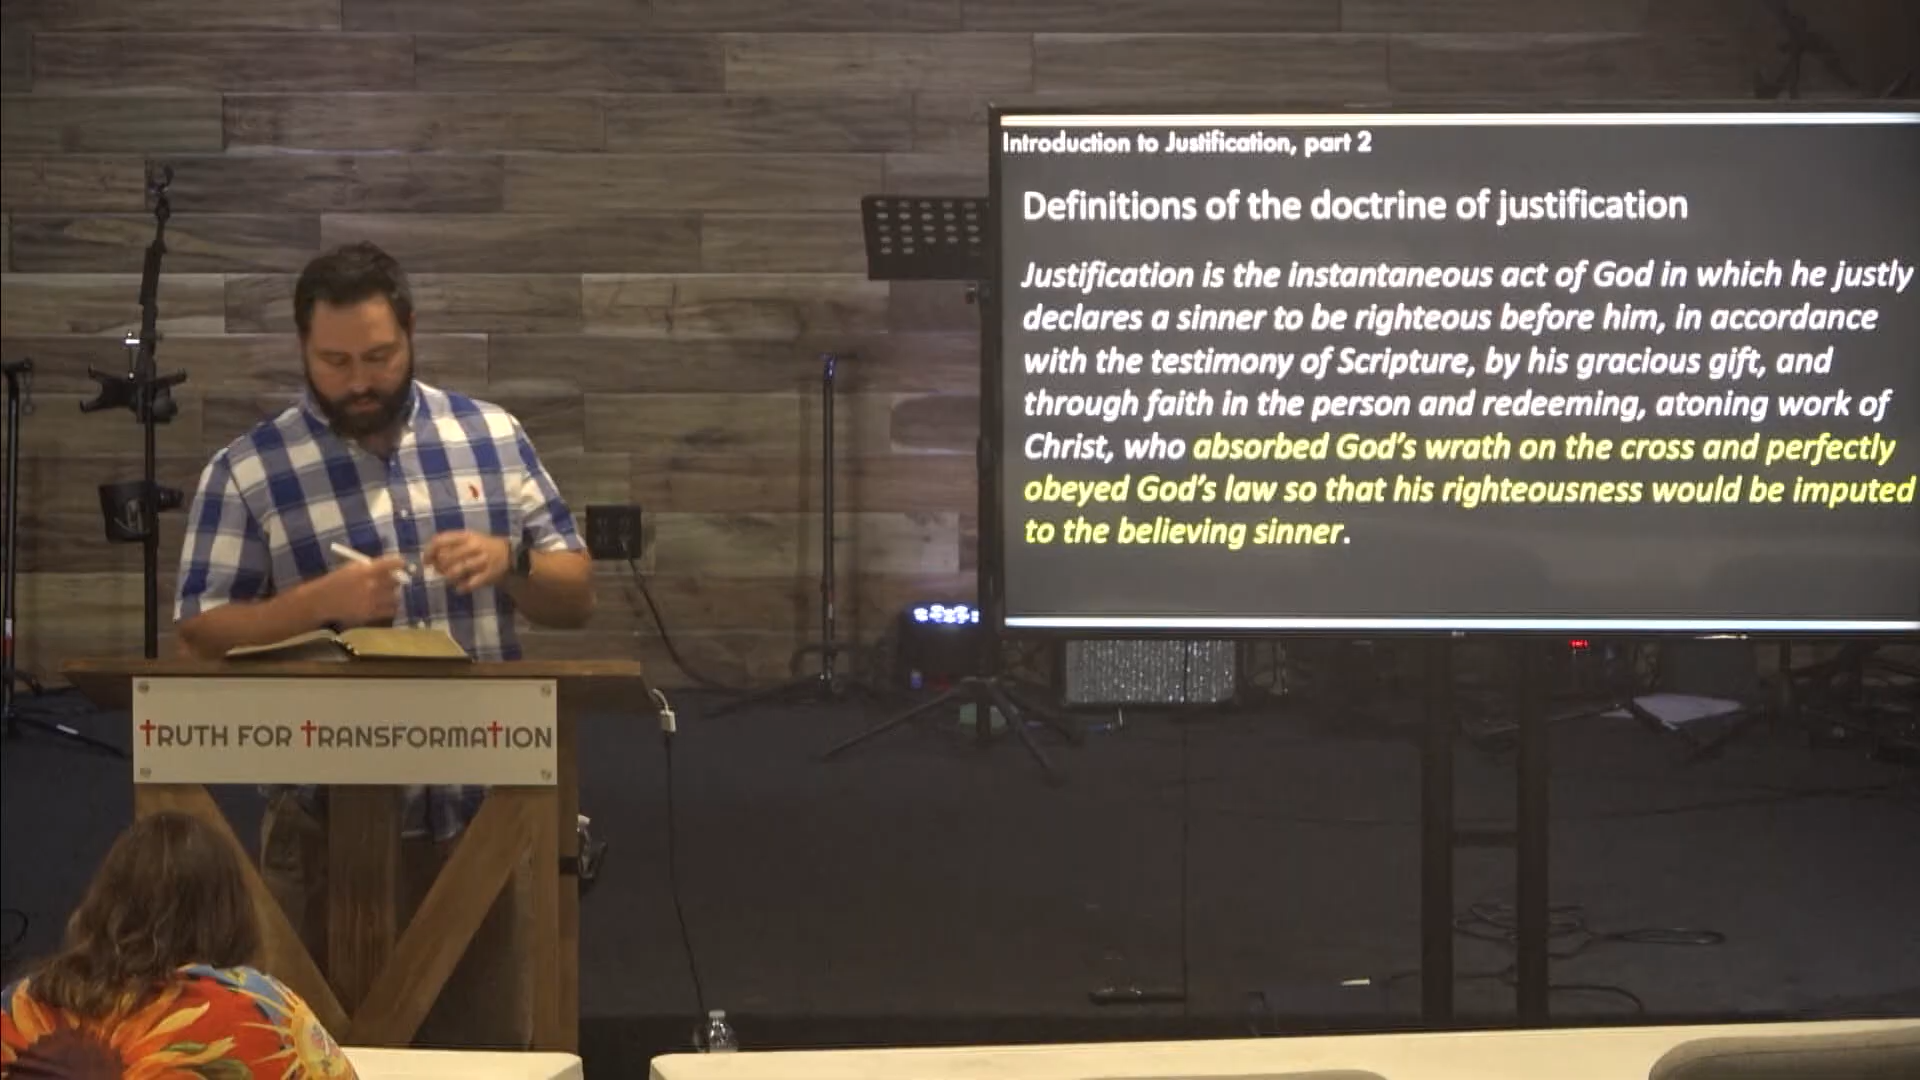 Introduction to Justification, part 2
Definitions of the doctrine of justification
Justification is the instantaneous act of God in which he justly
declares a sinner to be righteous before him, in accordance
with the testimony of Scripture, by his gracious gift, and
through faith in the person and redeeming, atoning work of
Christ, who absorbed God's wrath on the cross and perfectly
obeyed God's law so that his righteousness would be imputed
to the believing sinner.
TRUTH FOR TRANSFORMATION